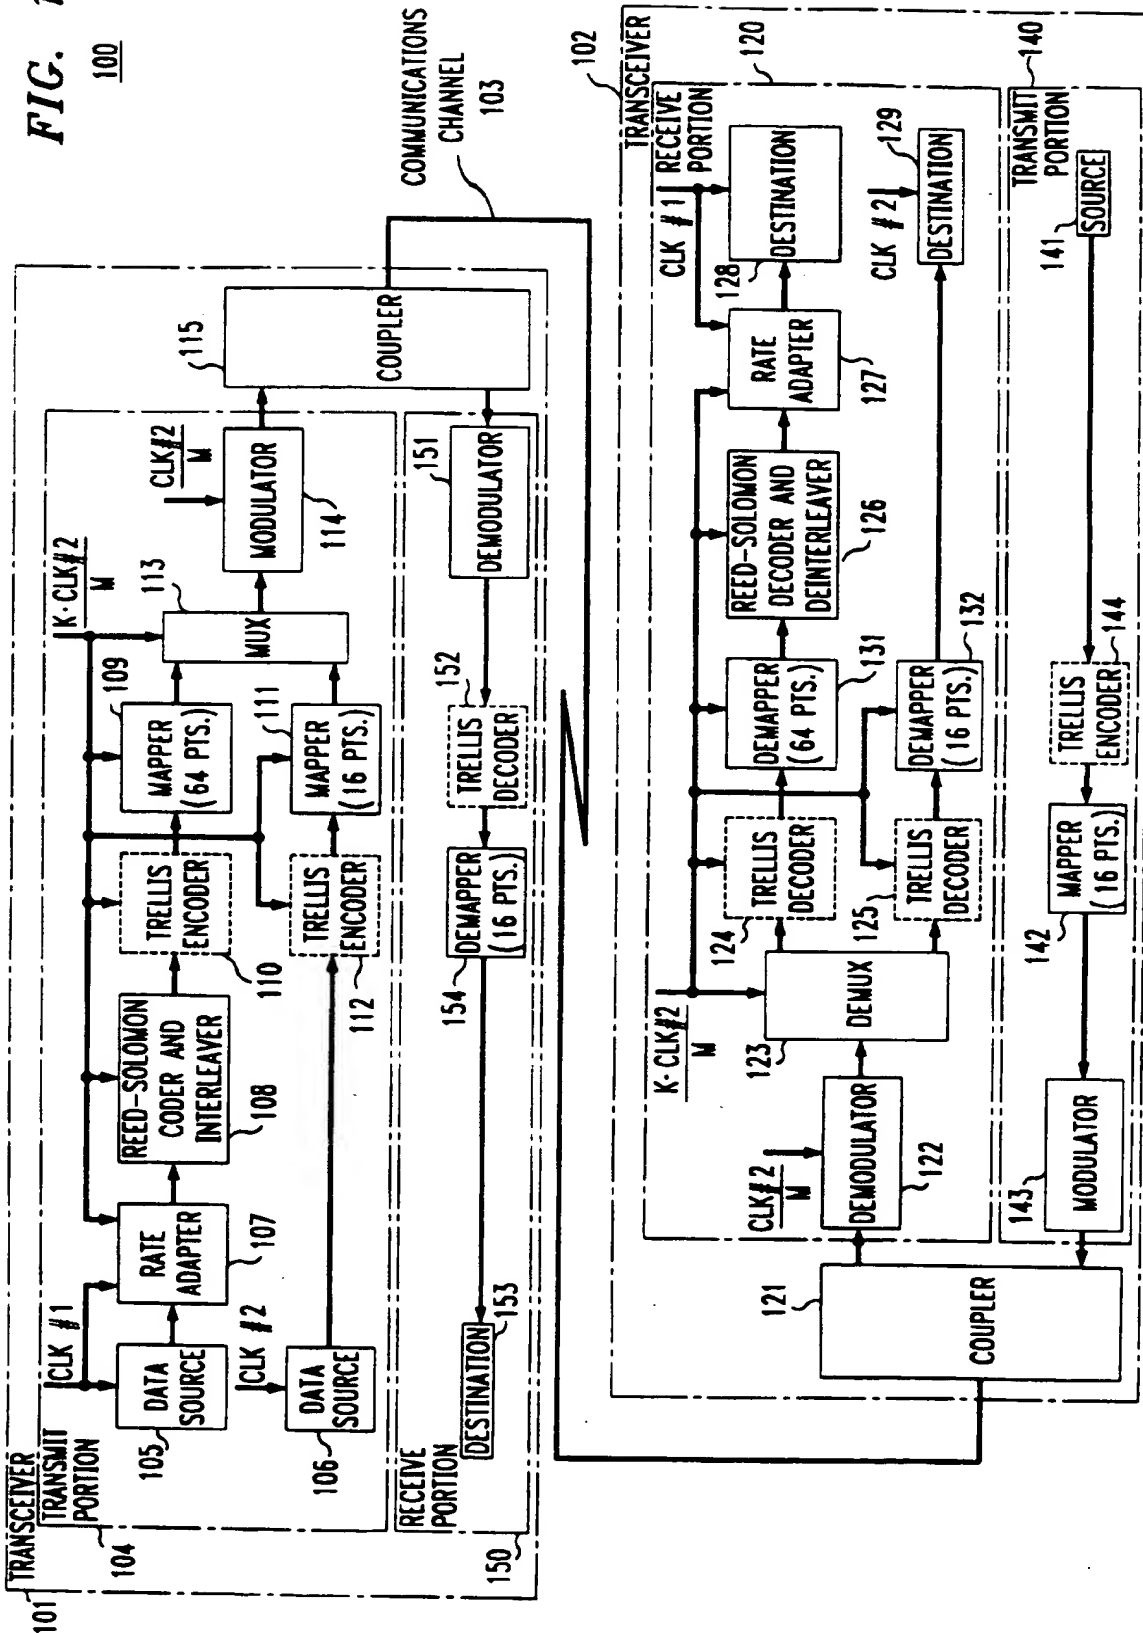 FIG. 1
100
TRANSCEIVER
101
TRANSMIT
PORTION
104
CLK #1
DATA
SOURCE
105
RATE
ADAPTER
107
REED-SOLOMON
CODER AND
INTERLEAVER
108
TRELLIS
ENCODER
110
MAPPER
(64 PTS.)
109
K·CLK#2
M
MUX
113
CLK#2
M
MODULATOR
114
COUPLER
115
CLK #2
DATA
SOURCE
106
TRELLIS
ENCODER
112
MAPPER
(16 PTS.)
111
RECEIVE
PORTION
150
DESTINATION
153
DEMAPPER
(16 PTS.)
154
TRELLIS
DECODER
152
DEMODULATOR
151
COMMUNICATIONS
CHANNEL
103
TRANSCEIVER
102
RECEIVE
PORTION
120
COUPLER
121
CLK#2
M
DEMODULATOR
122
K·CLK#2
M
DEMUX
123
TRELLIS
DECODER
124
DEMAPPER
(64 PTS.)
131
REED-SOLOMON
DECODER AND
DEINTERLEAVER
126
RATE
ADAPTER
127
CLK #1
DESTINATION
128
TRELLIS
DECODER
125
DEMAPPER
(16 PTS.)
132
CLK #2
DESTINATION
129
TRANSMIT
PORTION
140
MODULATOR
143
MAPPER
(16 PTS.)
142
TRELLIS
ENCODER
144
SOURCE
141